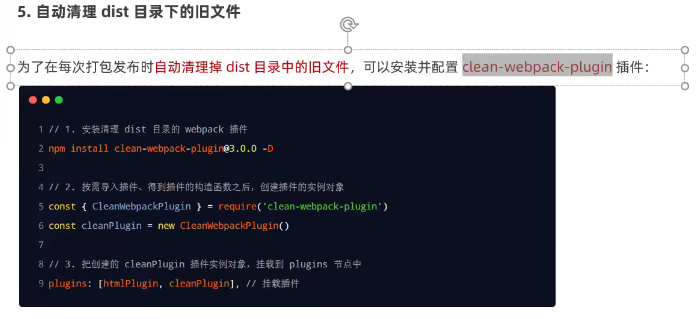 5. 自动清理 dist 目录下的旧文件
为了在每次打包发布时自动清理掉 dist 目录中的旧文件，可以安装并配置 clean-webpack-plugin 插件：
1 // 1. 安装清理 dist 目录的 webpack 插件
2 npm install clean-webpack-plugin@3.0.0 -D
3
4 // 2. 按需导入插件、得到插件的构造函数之后，创建插件的实例对象
5 const { CleanWebpackPlugin } = require('clean-webpack-plugin')
6 const cleanPlugin = new CleanWebpackPlugin()
7
8 // 3. 把创建的 cleanPlugin 插件实例对象，挂载到 plugins 节点中
9 plugins: [htmlPlugin, cleanPlugin], // 挂载插件